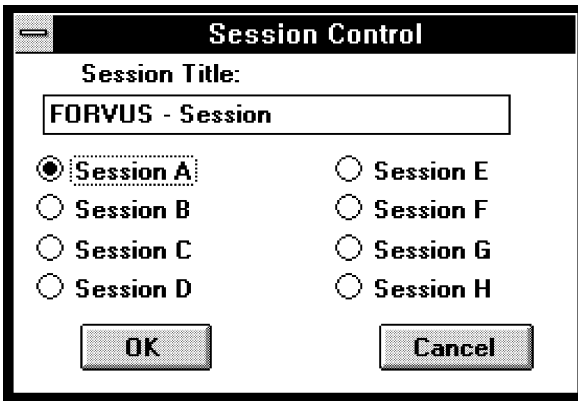 Session Control
Session Title:
FORVUS - Session
Session A
Session E
Session B
Session F
Session C
Session G
Session D
Session H
OK
Cancel